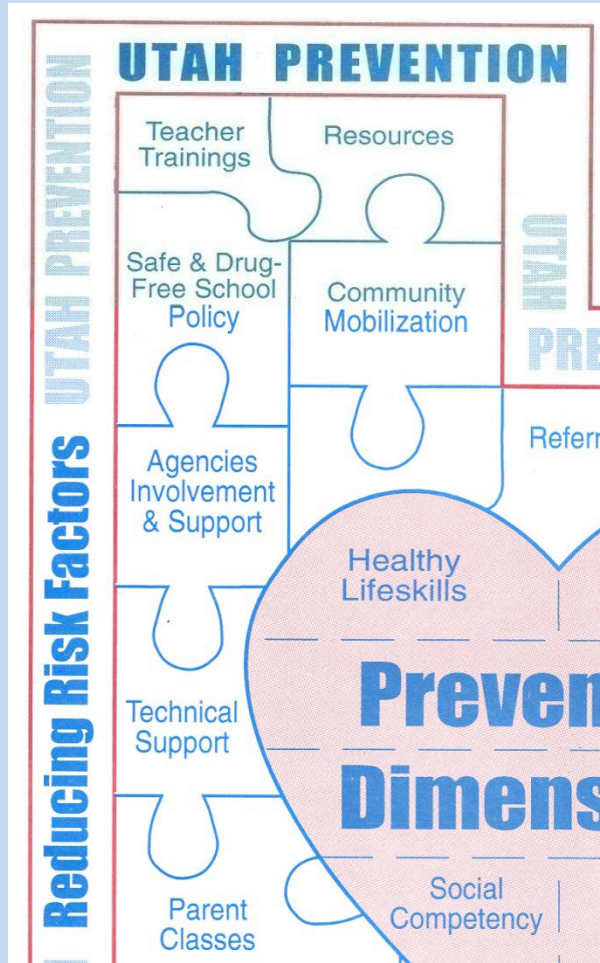 UTAH PREVENTION
UTAH PREVENTION
Reducing Risk Factors
UTAH
PRE
Teacher
Trainings
Resources
Safe & Drug-
Free School
Policy
Community
Mobilization
Agencies
Involvement
& Support
Referr
Healthy
Lifeskills
Preven
Dimens
Technical
Support
Social
Competency
Parent
Classes